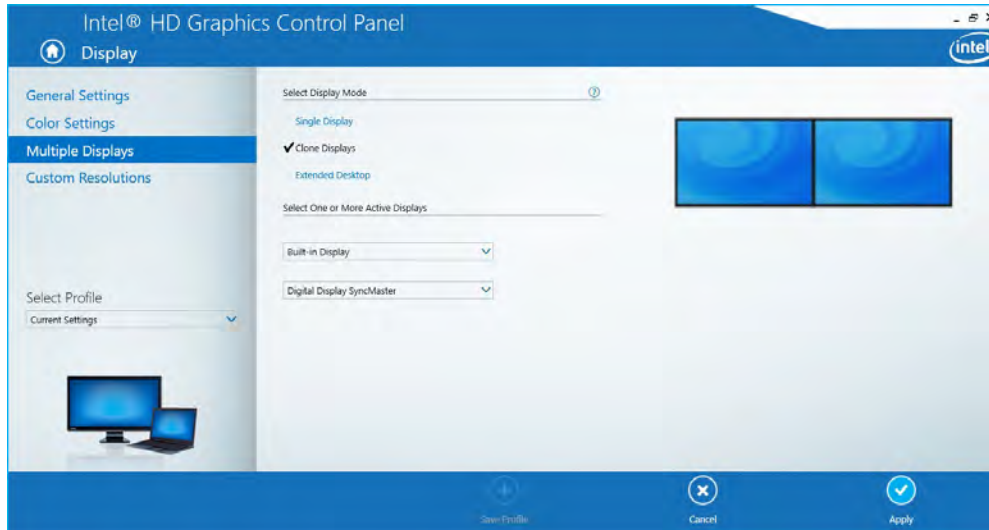 Intel® HD Graphics Control Panel
Display
intel
General Settings
Color Settings
Multiple Displays
Custom Resolutions
Select Profile
Current Settings
Select Display Mode
Single Display
Clone Displays
Extended Desktop
Select One or More Active Displays
Built-in Display
Digital Display SyncMaster
Save Profile
Cancel
Apply